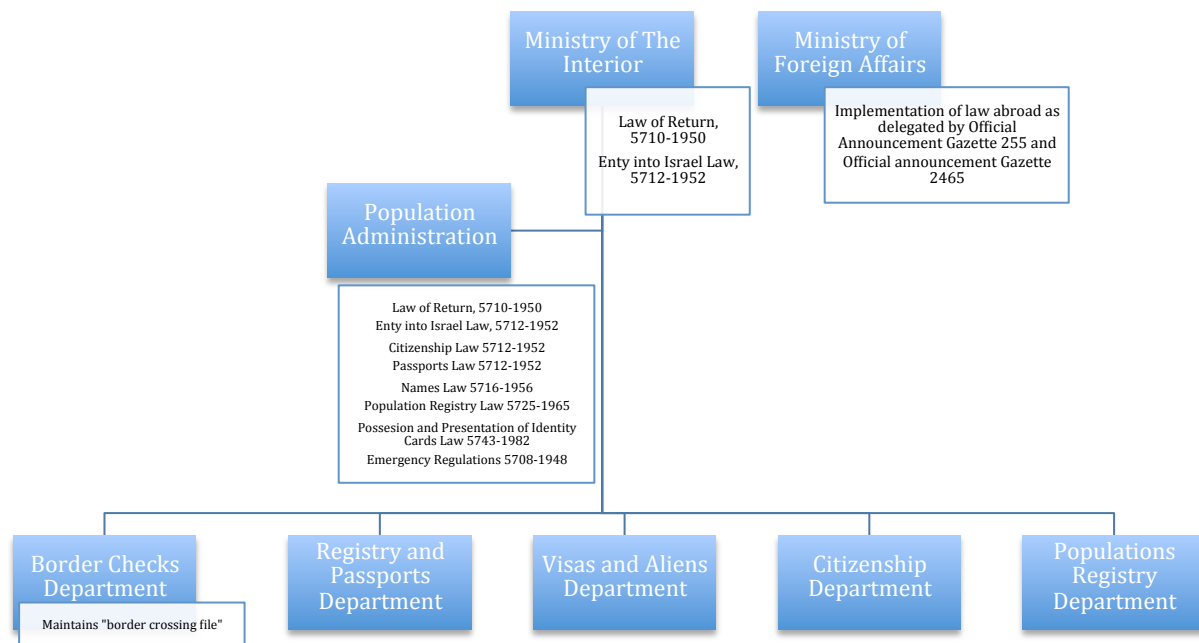 Ministry of The
Interior
Law of Return,
5710-1950
Enty into Israel Law,
5712-1952
Ministry of
Foreign Affairs
Implementation of law abroad as
delegated by Official
Announcement Gazette 255 and
Official announcement Gazette
2465
Population
Administration
Law of Return, 5710-1950
Enty into Israel Law, 5712-1952
Citizenship Law 5712-1952
Passports Law 5712-1952
Names Law 5716-1956
Population Registry Law 5725-1965
Possesion and Presentation of Identity
Cards Law 5743-1982
Emergency Regulations 5708-1948
Border Checks
Department
Maintains "border crossing file"
Registry and
Passports
Department
Visas and Aliens
Department
Citizenship
Department
Populations
Registry
Department